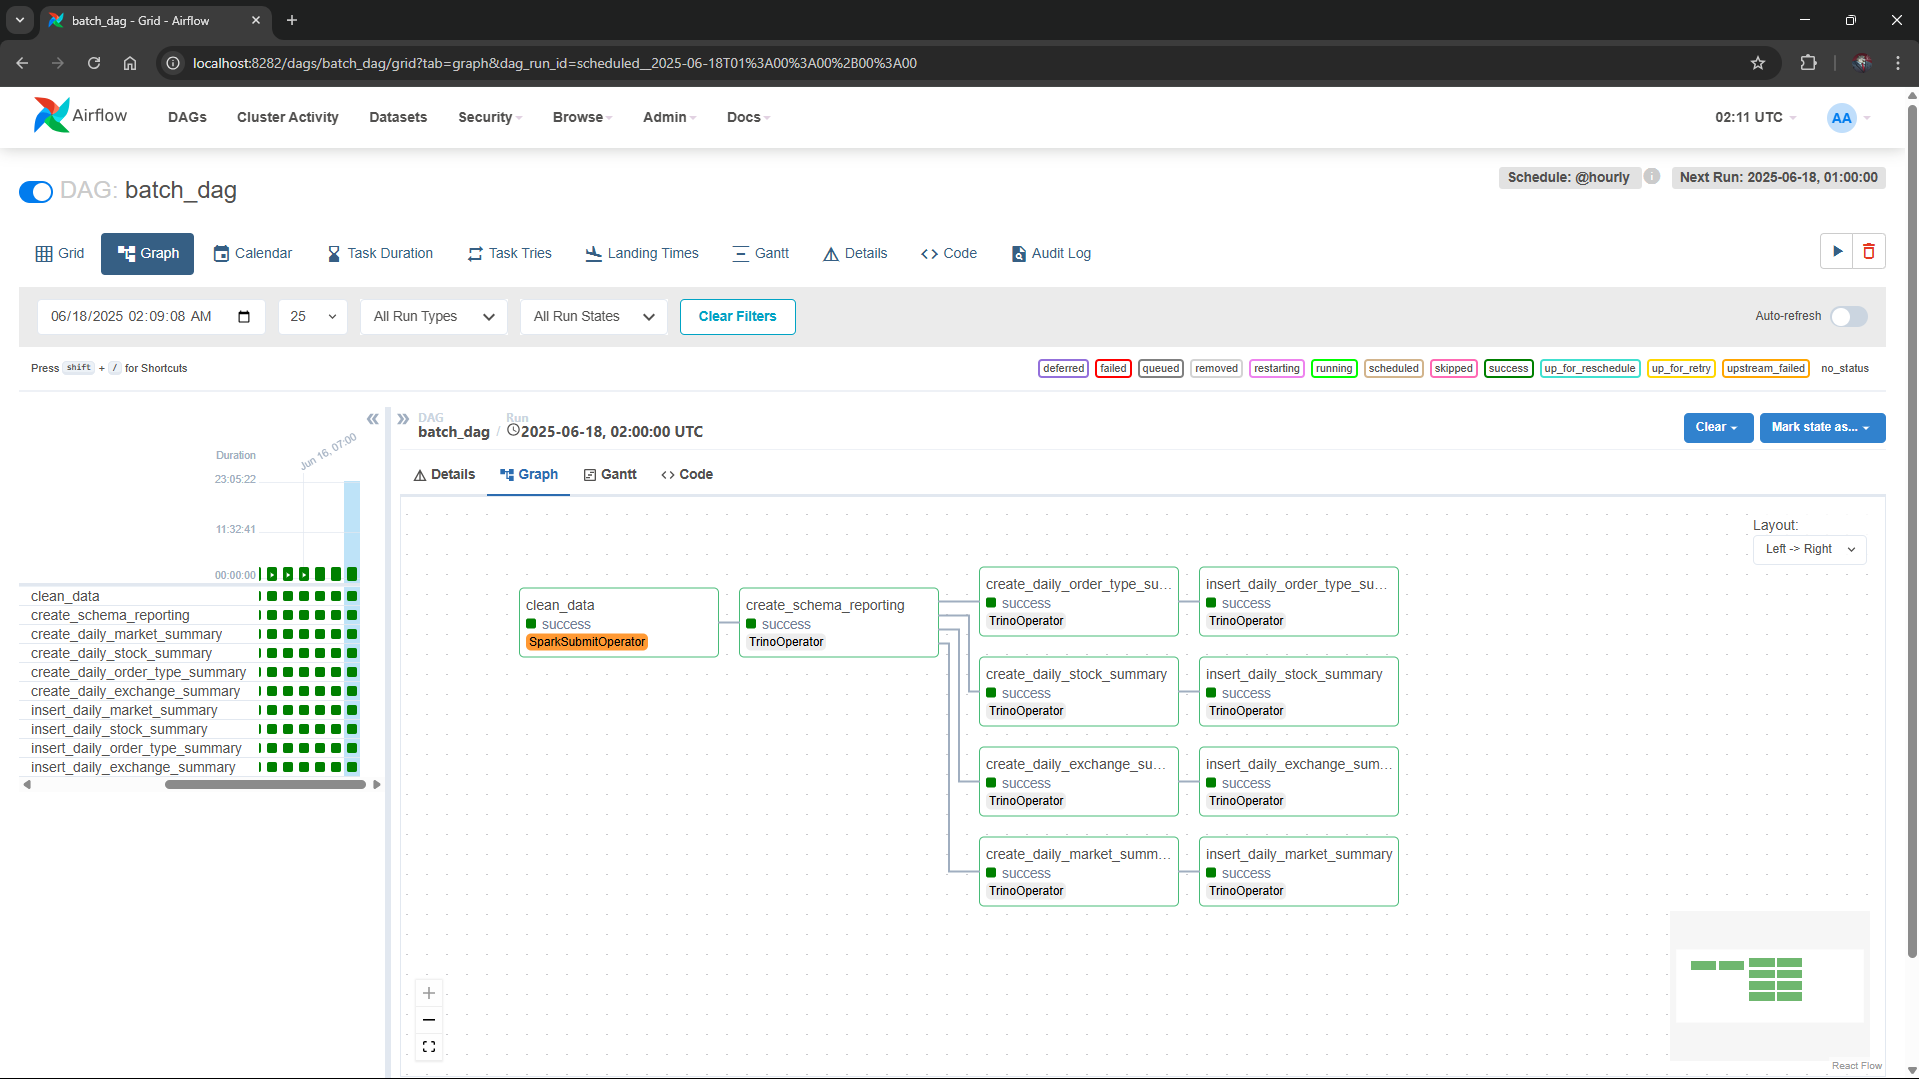 batch_dag - Grid - Airflow
localhost:8282/dags/batch_dag/grid?tab=graph&dag_run_id=scheduled__2025-06-18T01%3A00%3A00%2B00%3A00
Airflow
DAGs
Cluster Activity
Datasets
Security
Browse
Admin
Docs
02:11 UTC
AA
DAG: batch_dag
Schedule: @hourly
Next Run: 2025-06-18, 01:00:00
Grid
Graph
Calendar
Task Duration
Task Tries
Landing Times
Gantt
Details
Code
Audit Log
06/18/2025 02:09:08 AM
25
All Run Types
All Run States
Clear Filters
Auto-refresh
Press shift + / for Shortcuts
deferred
failed
queued
removed
restarting
running
scheduled
skipped
success
up_for_reschedule
up_for_retry
upstream_failed
no_status
Duration
Jun 16, 07:00
23:05:22
11:32:41
00:00:00
clean_data
create_schema_reporting
create_daily_market_summary
create_daily_stock_summary
create_daily_order_type_summary
create_daily_exchange_summary
insert_daily_market_summary
insert_daily_stock_summary
insert_daily_order_type_summary
insert_daily_exchange_summary
DAG
batch_dag
/
Run
2025-06-18, 02:00:00 UTC
Clear
Mark state as...
Details
Graph
Gantt
Code
Layout:
Left -> Right
clean_data
success
SparkSubmitOperator
create_schema_reporting
success
TrinoOperator
create_daily_order_type_su...
success
TrinoOperator
insert_daily_order_type_su...
success
TrinoOperator
create_daily_stock_summary
success
TrinoOperator
insert_daily_stock_summary
success
TrinoOperator
create_daily_exchange_su...
success
TrinoOperator
insert_daily_exchange_sum...
success
TrinoOperator
create_daily_market_summ...
success
TrinoOperator
insert_daily_market_summary
success
TrinoOperator
React Flow